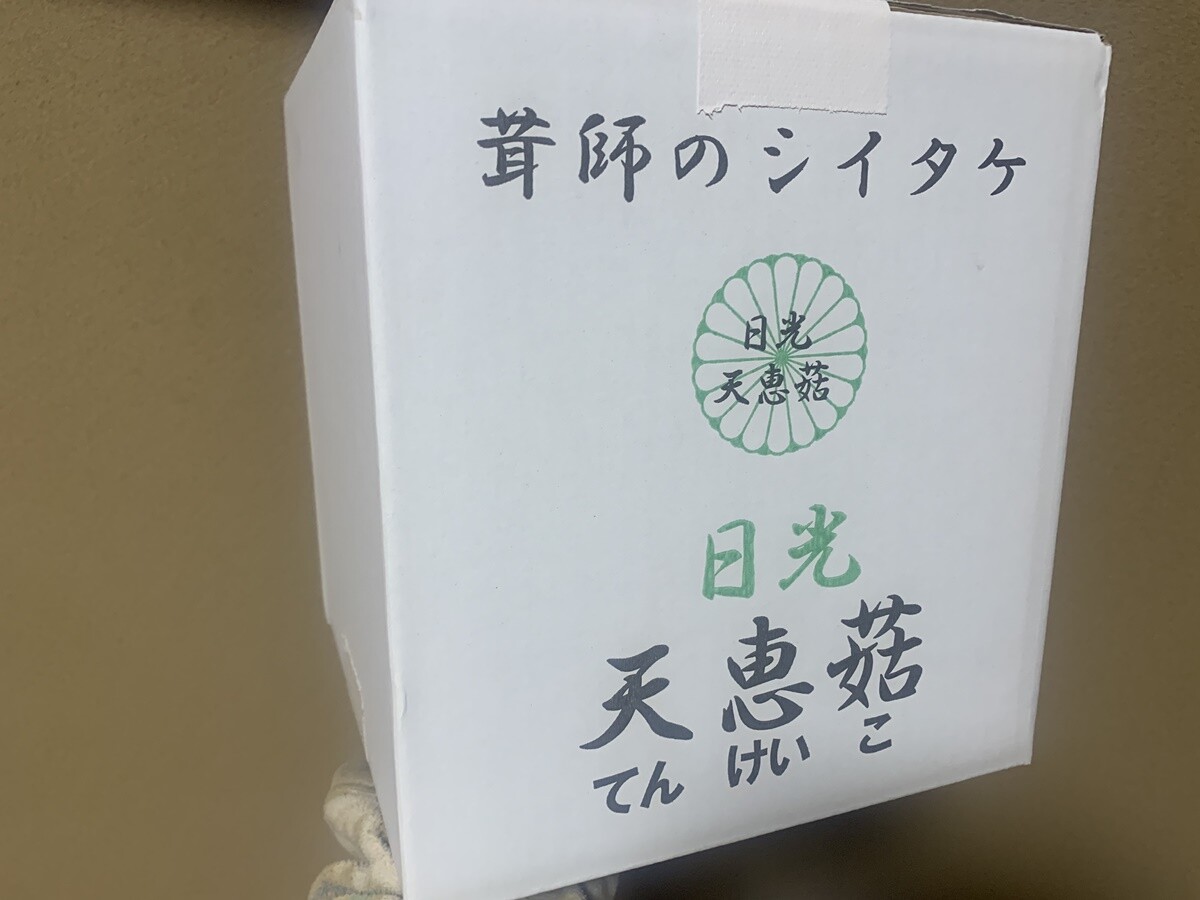 茸師のシイタケ
日光
天恵菇
日光
天恵菇
てんけいこ